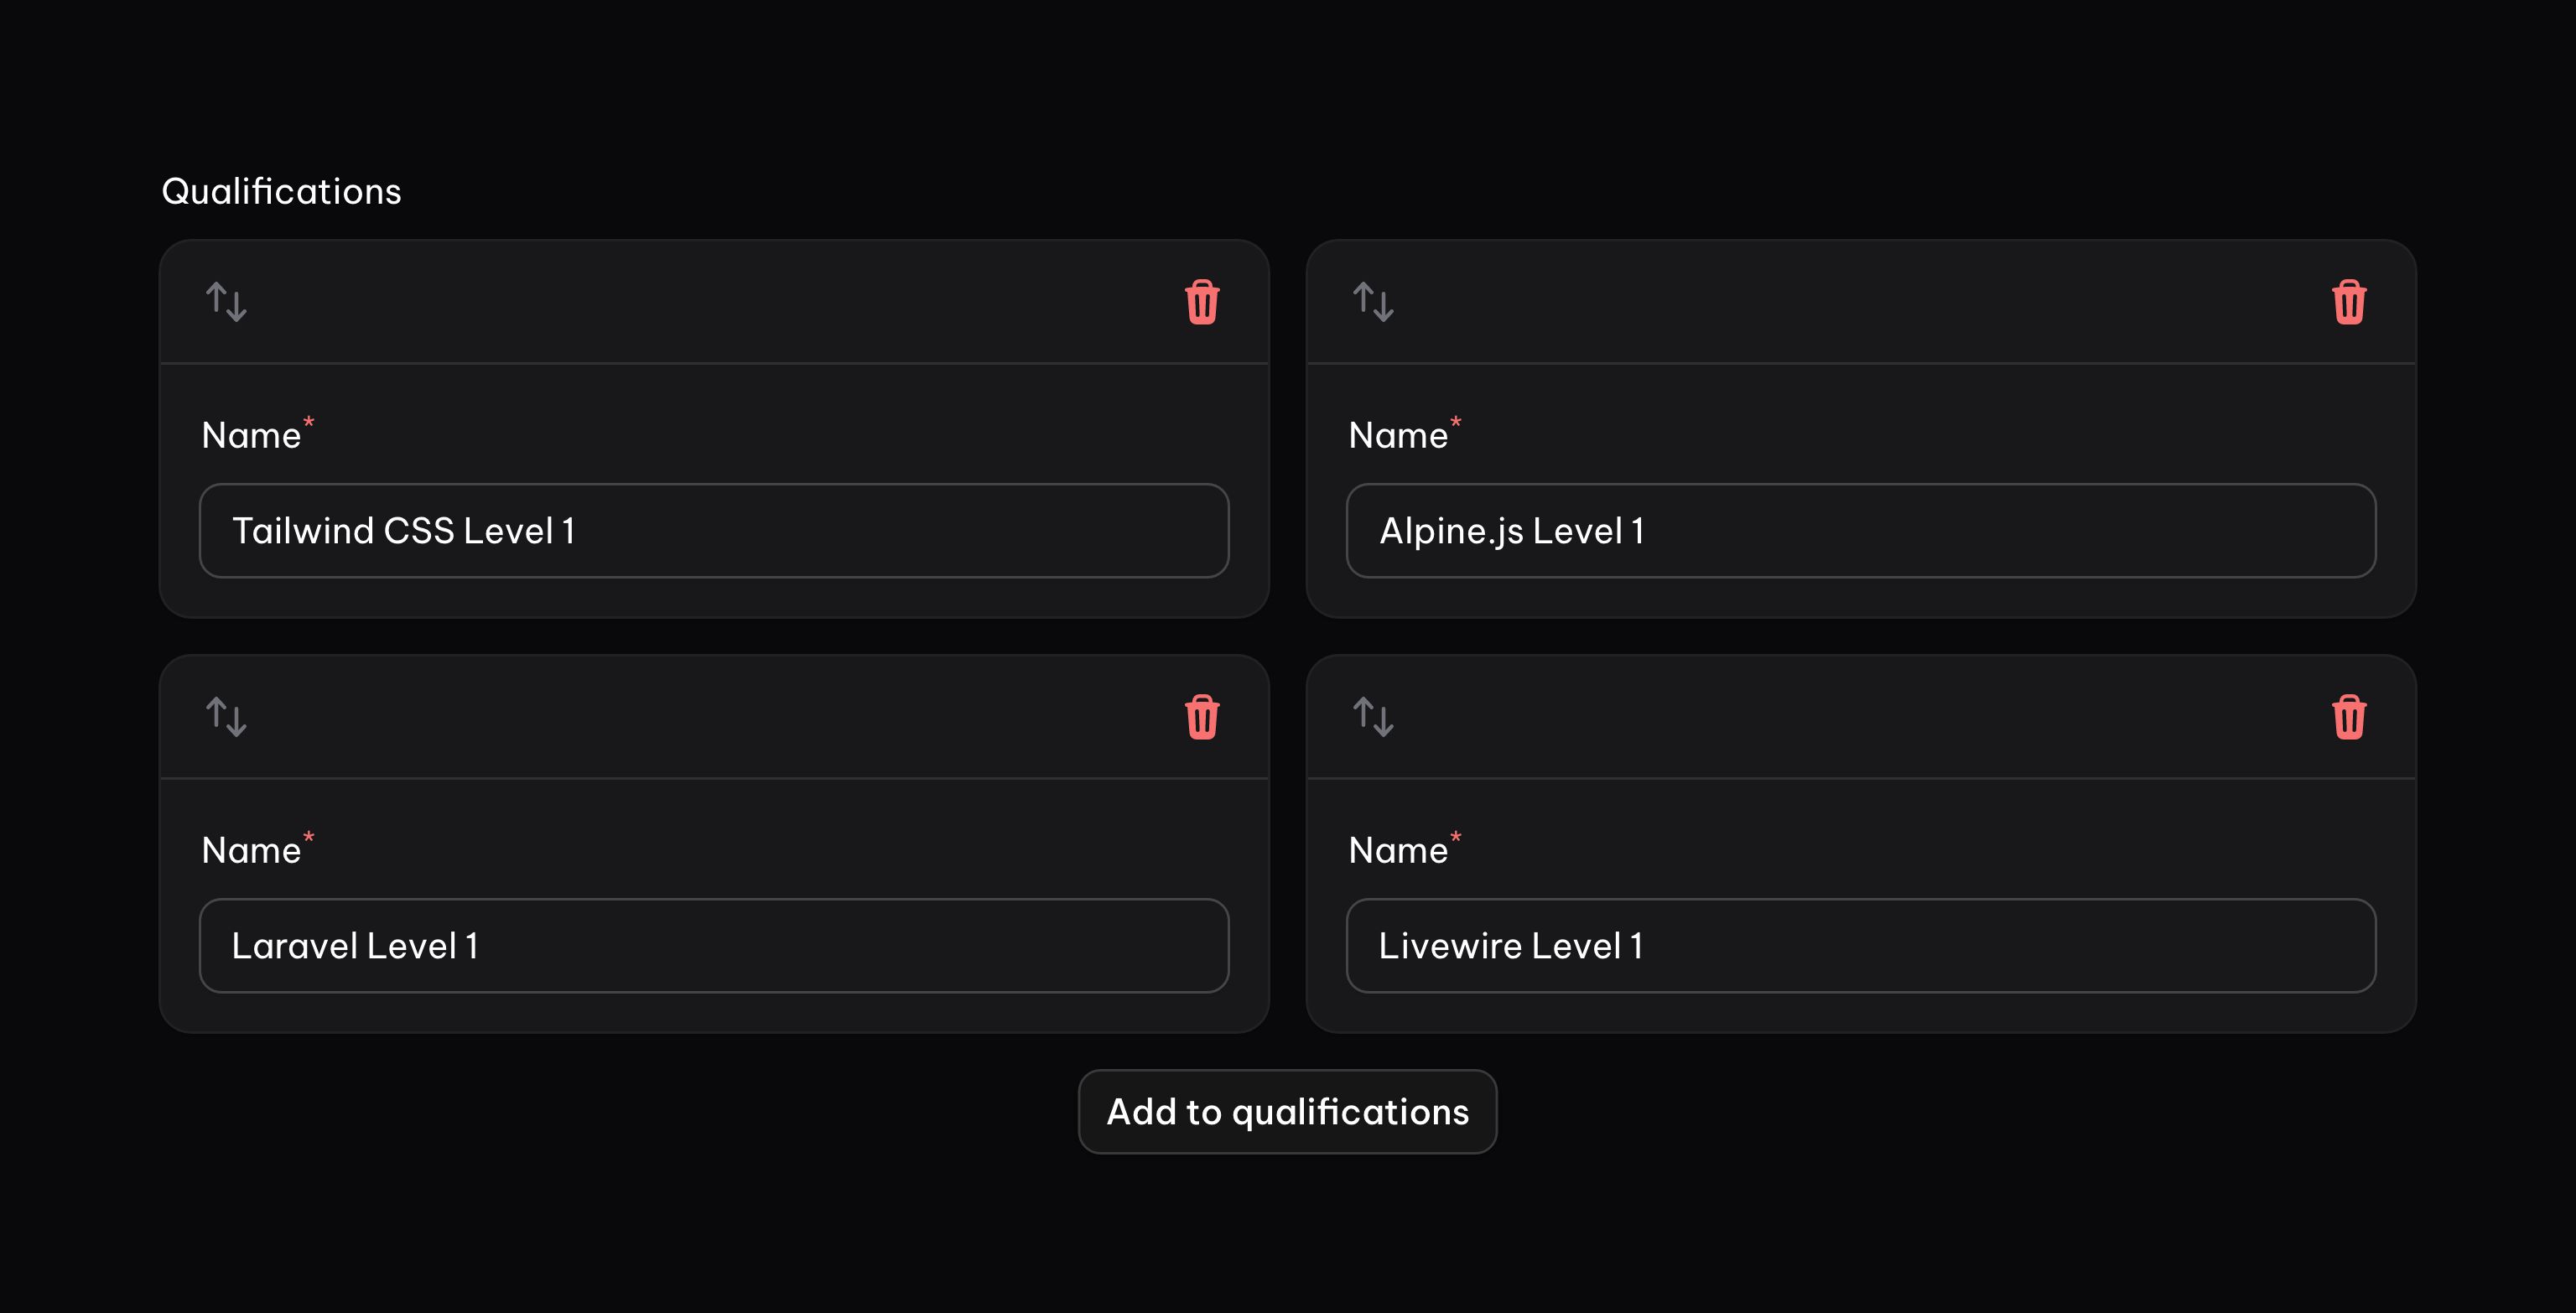 Qualifications
Name*
Tailwind CSS Level 1
Name*
Alpine.js Level 1
Name*
Laravel Level 1
Name*
Livewire Level 1
Add to qualifications